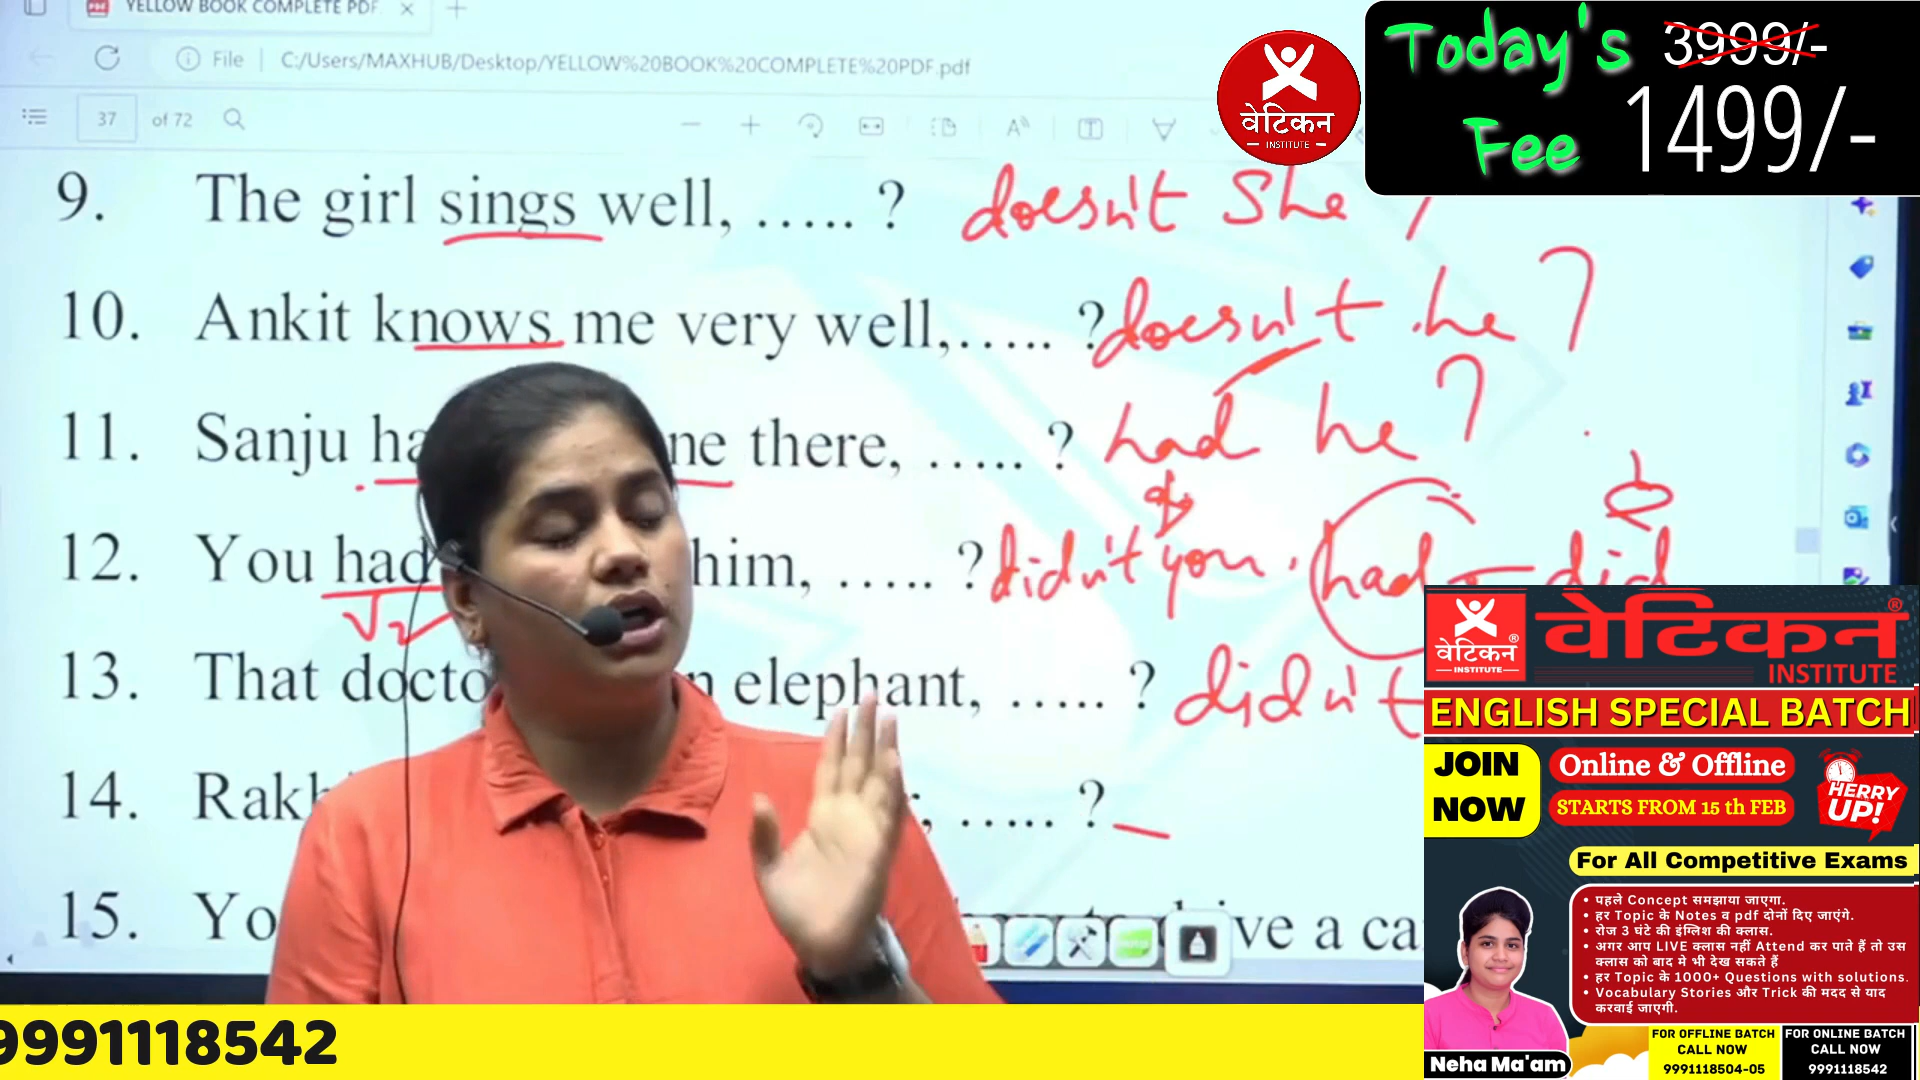 YELLOW BOOK COMPLETE PDF
File C:/Users/MAXHUB/Desktop/YELLOW%20BOOK%20COMPLETE%20PDF.pdf
37 of 72
वेटिकन
INSTITUTE
Today's 3999/-
Fee 1499/-
9. The girl sings well, ..... ? doesn't She ?
10. Ankit knows me very well,..... ? doesn't he ?
11. Sanju ne there, ..... ? had he ?
12. You had him, ..... ? didn't you. had - did
13. That elephant, ..... ? didn't
14. ..... ?
15. a
वेटिकन
INSTITUTE
वेटिकन
INSTITUTE
ENGLISH SPECIAL BATCH
JOIN NOW
Online & Offline
STARTS FROM 15 th FEB
HERRY UP!
For All Competitive Exams
• पहले Concept समझाया जाएगा.
• हर Topic के Notes व pdf दोनों दिए जाएंगे.
• रोज 3 घंटे की इंग्लिश की क्लास.
• अगर आप LIVE क्लास नहीं Attend कर पाते हैं तो उस
क्लास को बाद मे भी देख सकते हैं
• हर Topic के 1000+ Questions with solutions.
• Vocabulary Stories और Trick की मदद से याद
करवाई जाएगी.
Neha Ma'am
FOR OFFLINE BATCH
CALL NOW
9991118504-05
FOR ONLINE BATCH
CALL NOW
9991118542
9991118542